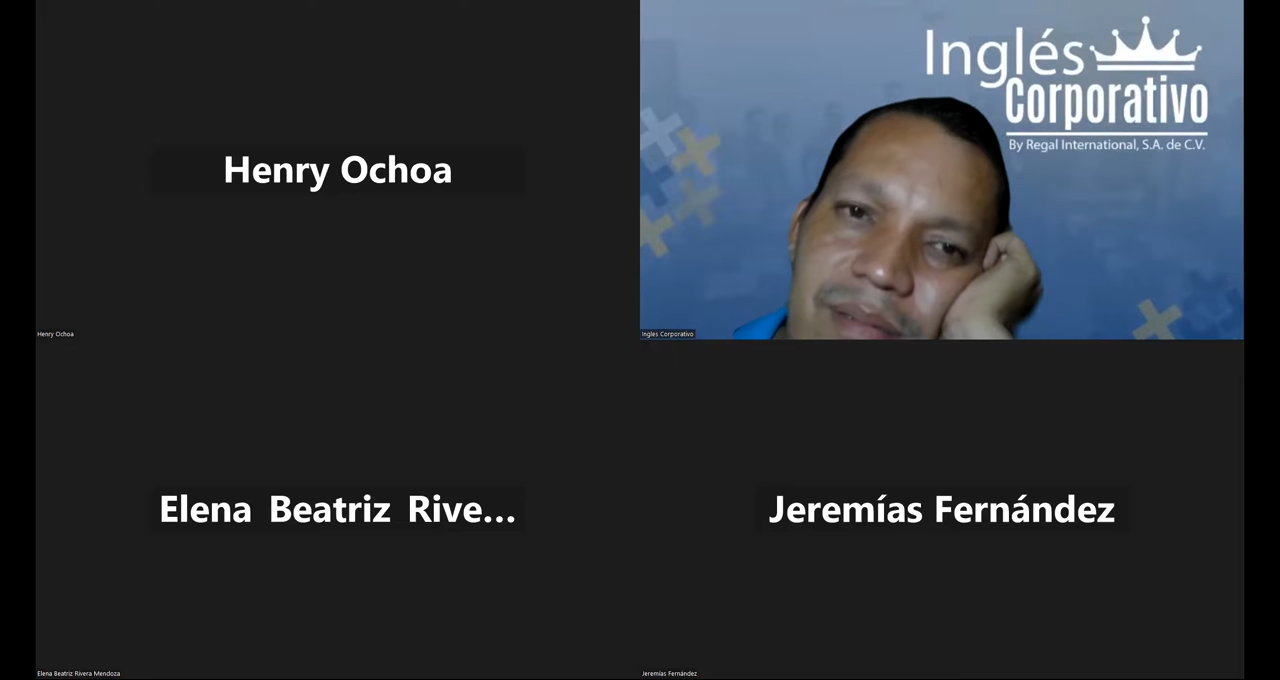 Henry Ochoa
Henry Ochoa
Inglés
Corporativo
By Regal International, S.A. de C.V.
Ingles Corporativo
Elena Beatriz Rive...
Elena Beatriz Rivera Mendoza
Jeremías Fernández
Jeremías Fernández